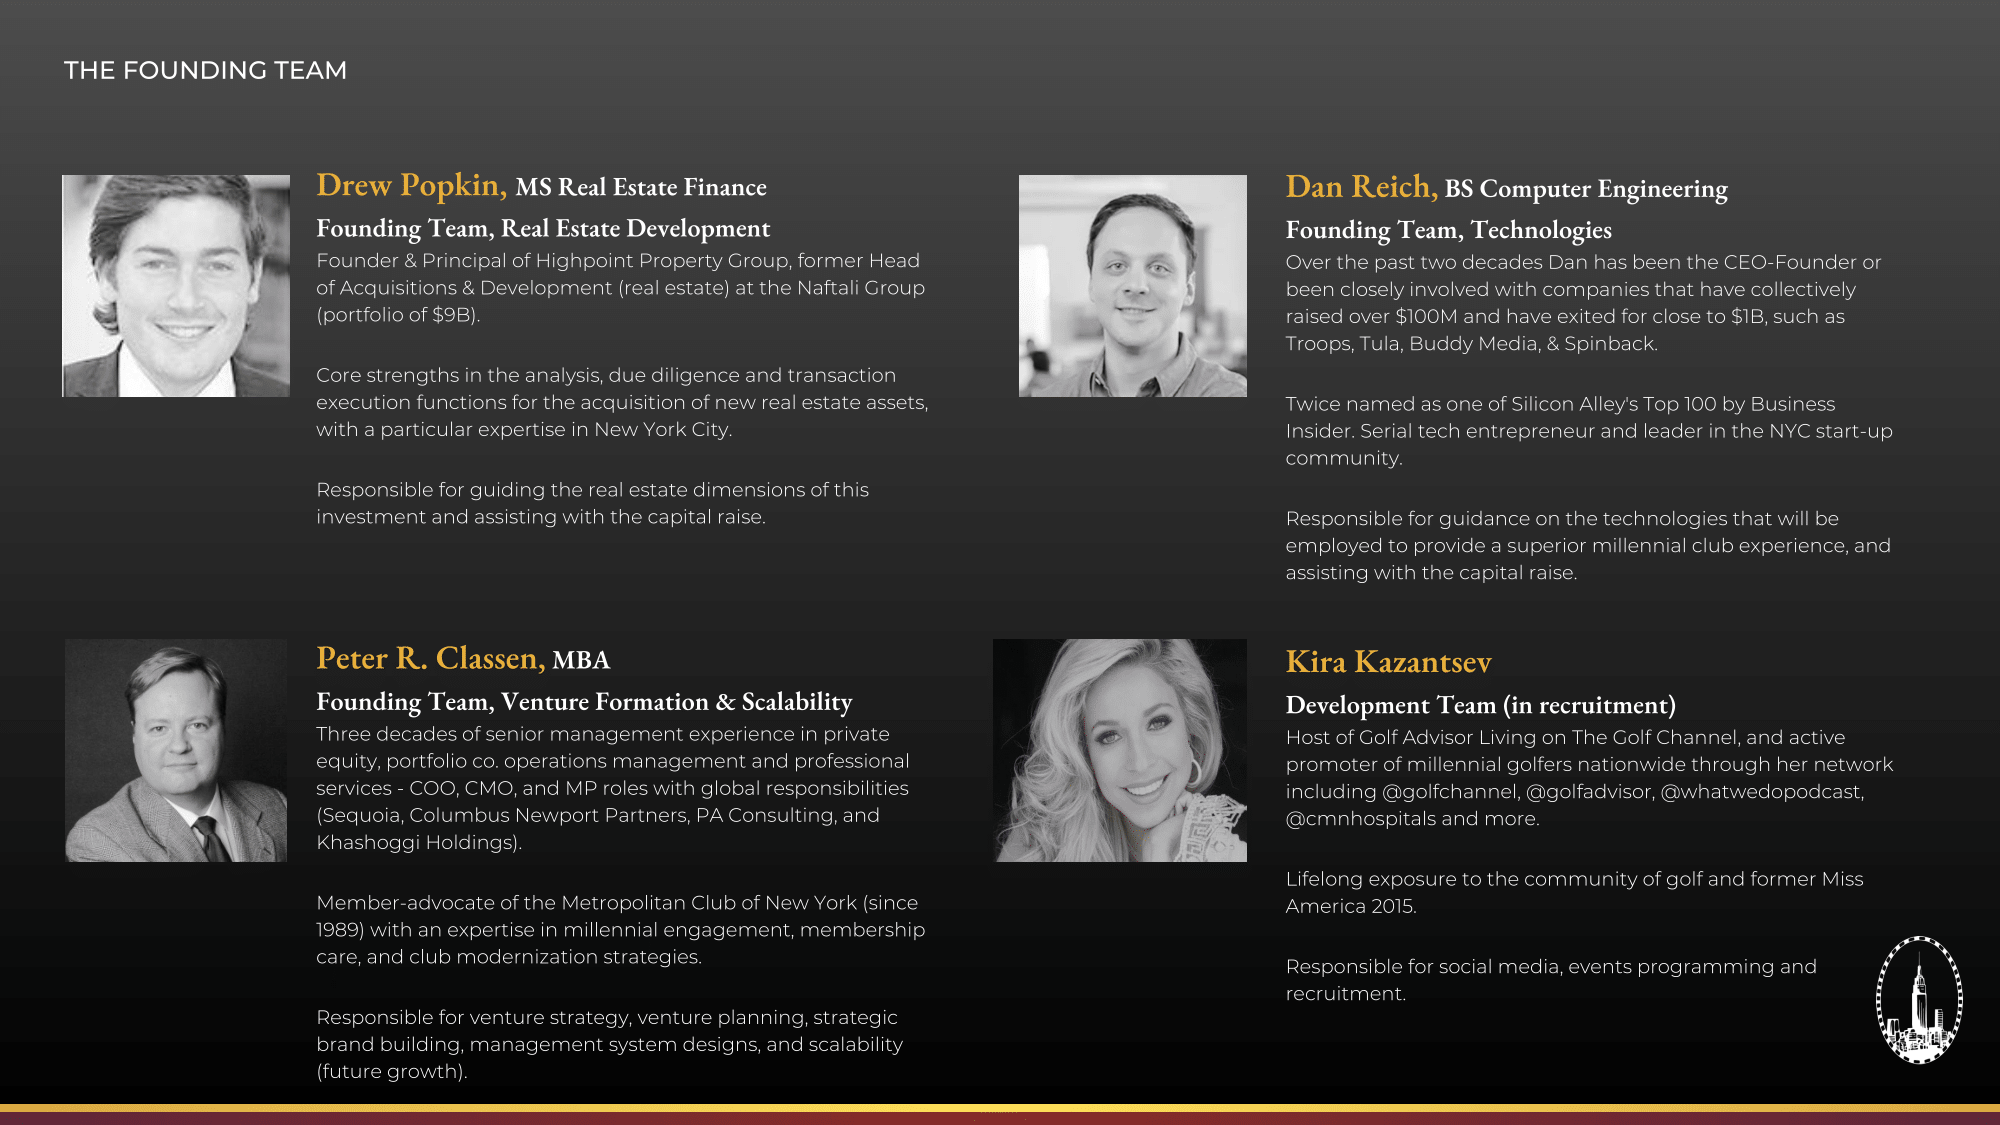 THE FOUNDING TEAM
Drew Popkin, MS Real Estate Finance
Founding Team, Real Estate Development
Founder & Principal of Highpoint Property Group, former Head
of Acquisitions & Development (real estate) at the Naftali Group
(portfolio of $9B).
Core strengths in the analysis, due diligence and transaction
execution functions for the acquisition of new real estate assets,
with a particular expertise in New York City.
Responsible for guiding the real estate dimensions of this
investment and assisting with the capital raise.
Dan Reich, BS Computer Engineering
Founding Team, Technologies
Over the past two decades Dan has been the CEO-Founder or
been closely involved with companies that have collectively
raised over $100M and have exited for close to $1B, such as
Troops, Tula, Buddy Media, & Spinback.
Twice named as one of Silicon Alley's Top 100 by Business
Insider. Serial tech entrepreneur and leader in the NYC start-up
community.
Responsible for guidance on the technologies that will be
employed to provide a superior millennial club experience, and
assisting with the capital raise.
Peter R. Classen, MBA
Founding Team, Venture Formation & Scalability
Three decades of senior management experience in private
equity, portfolio co. operations management and professional
services - COO, CMO, and MP roles with global responsibilities
(Sequoia, Columbus Newport Partners, PA Consulting, and
Khashoggi Holdings).
Member-advocate of the Metropolitan Club of New York (since
1989) with an expertise in millennial engagement, membership
care, and club modernization strategies.
Responsible for venture strategy, venture planning, strategic
brand building, management system designs, and scalability
(future growth).
Kira Kazantsev
Development Team (in recruitment)
Host of Golf Advisor Living on The Golf Channel, and active
promoter of millennial golfers nationwide through her network
including @golfchannel, @golfadvisor, @whatwedopodcast,
@cmnhospitals and more.
Lifelong exposure to the community of golf and former Miss
America 2015.
Responsible for social media, events programming and
recruitment.